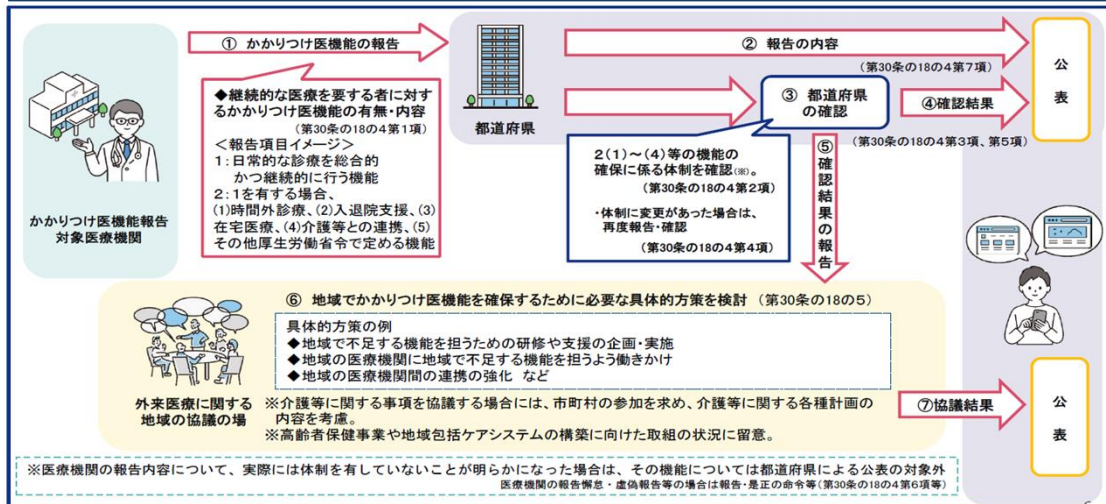 ① かかりつけ医機能の報告
② 報告の内容
(第30条の18の4第7項)
公表
かかりつけ医機能報告
対象医療機関
◆継続的な医療を要する者に対す
るかかりつけ医機能の有無・内容
(第30条の18の4第1項)
<報告項目イメージ>
1:日常的な診療を総合的
かつ継続的に行う機能
2:1を有する場合、
(1)時間外診療、(2)入退院支援、(3)
在宅医療、(4)介護等との連携、(5)
その他厚生労働省令で定める機能
都道府県
③ 都道府県
の確認
④確認結果
(第30条の18の4第3項、第5項)
2(1)~(4)等の機能の
確保に係る体制を確認(※)。
(第30条の18の4第2項)
・体制に変更があった場合は、
再度報告・確認
(第30条の18の4第4項)
⑤確認結果の報告
⑥ 地域でかかりつけ医機能を確保するために必要な具体的方策を検討 (第30条の18の5)
具体的方策の例
◆地域で不足する機能を担うための研修や支援の企画・実施
◆地域の医療機関に地域で不足する機能を担うよう働きかけ
◆地域の医療機関間の連携の強化 など
外来医療に関する
地域の協議の場
※介護等に関する事項を協議する場合には、市町村の参加を求め、介護等に関する各種計画の
内容を考慮。
※高齢者保健事業や地域包括ケアシステムの構築に向けた取組の状況に留意。
⑦協議結果
公表
※医療機関の報告内容について、実際には体制を有していないことが明らかになった場合は、その機能については都道府県による公表の対象外
医療機関の報告懈怠・虚偽報告等の場合は報告・是正の命令等(第30条の18の4第6項等)